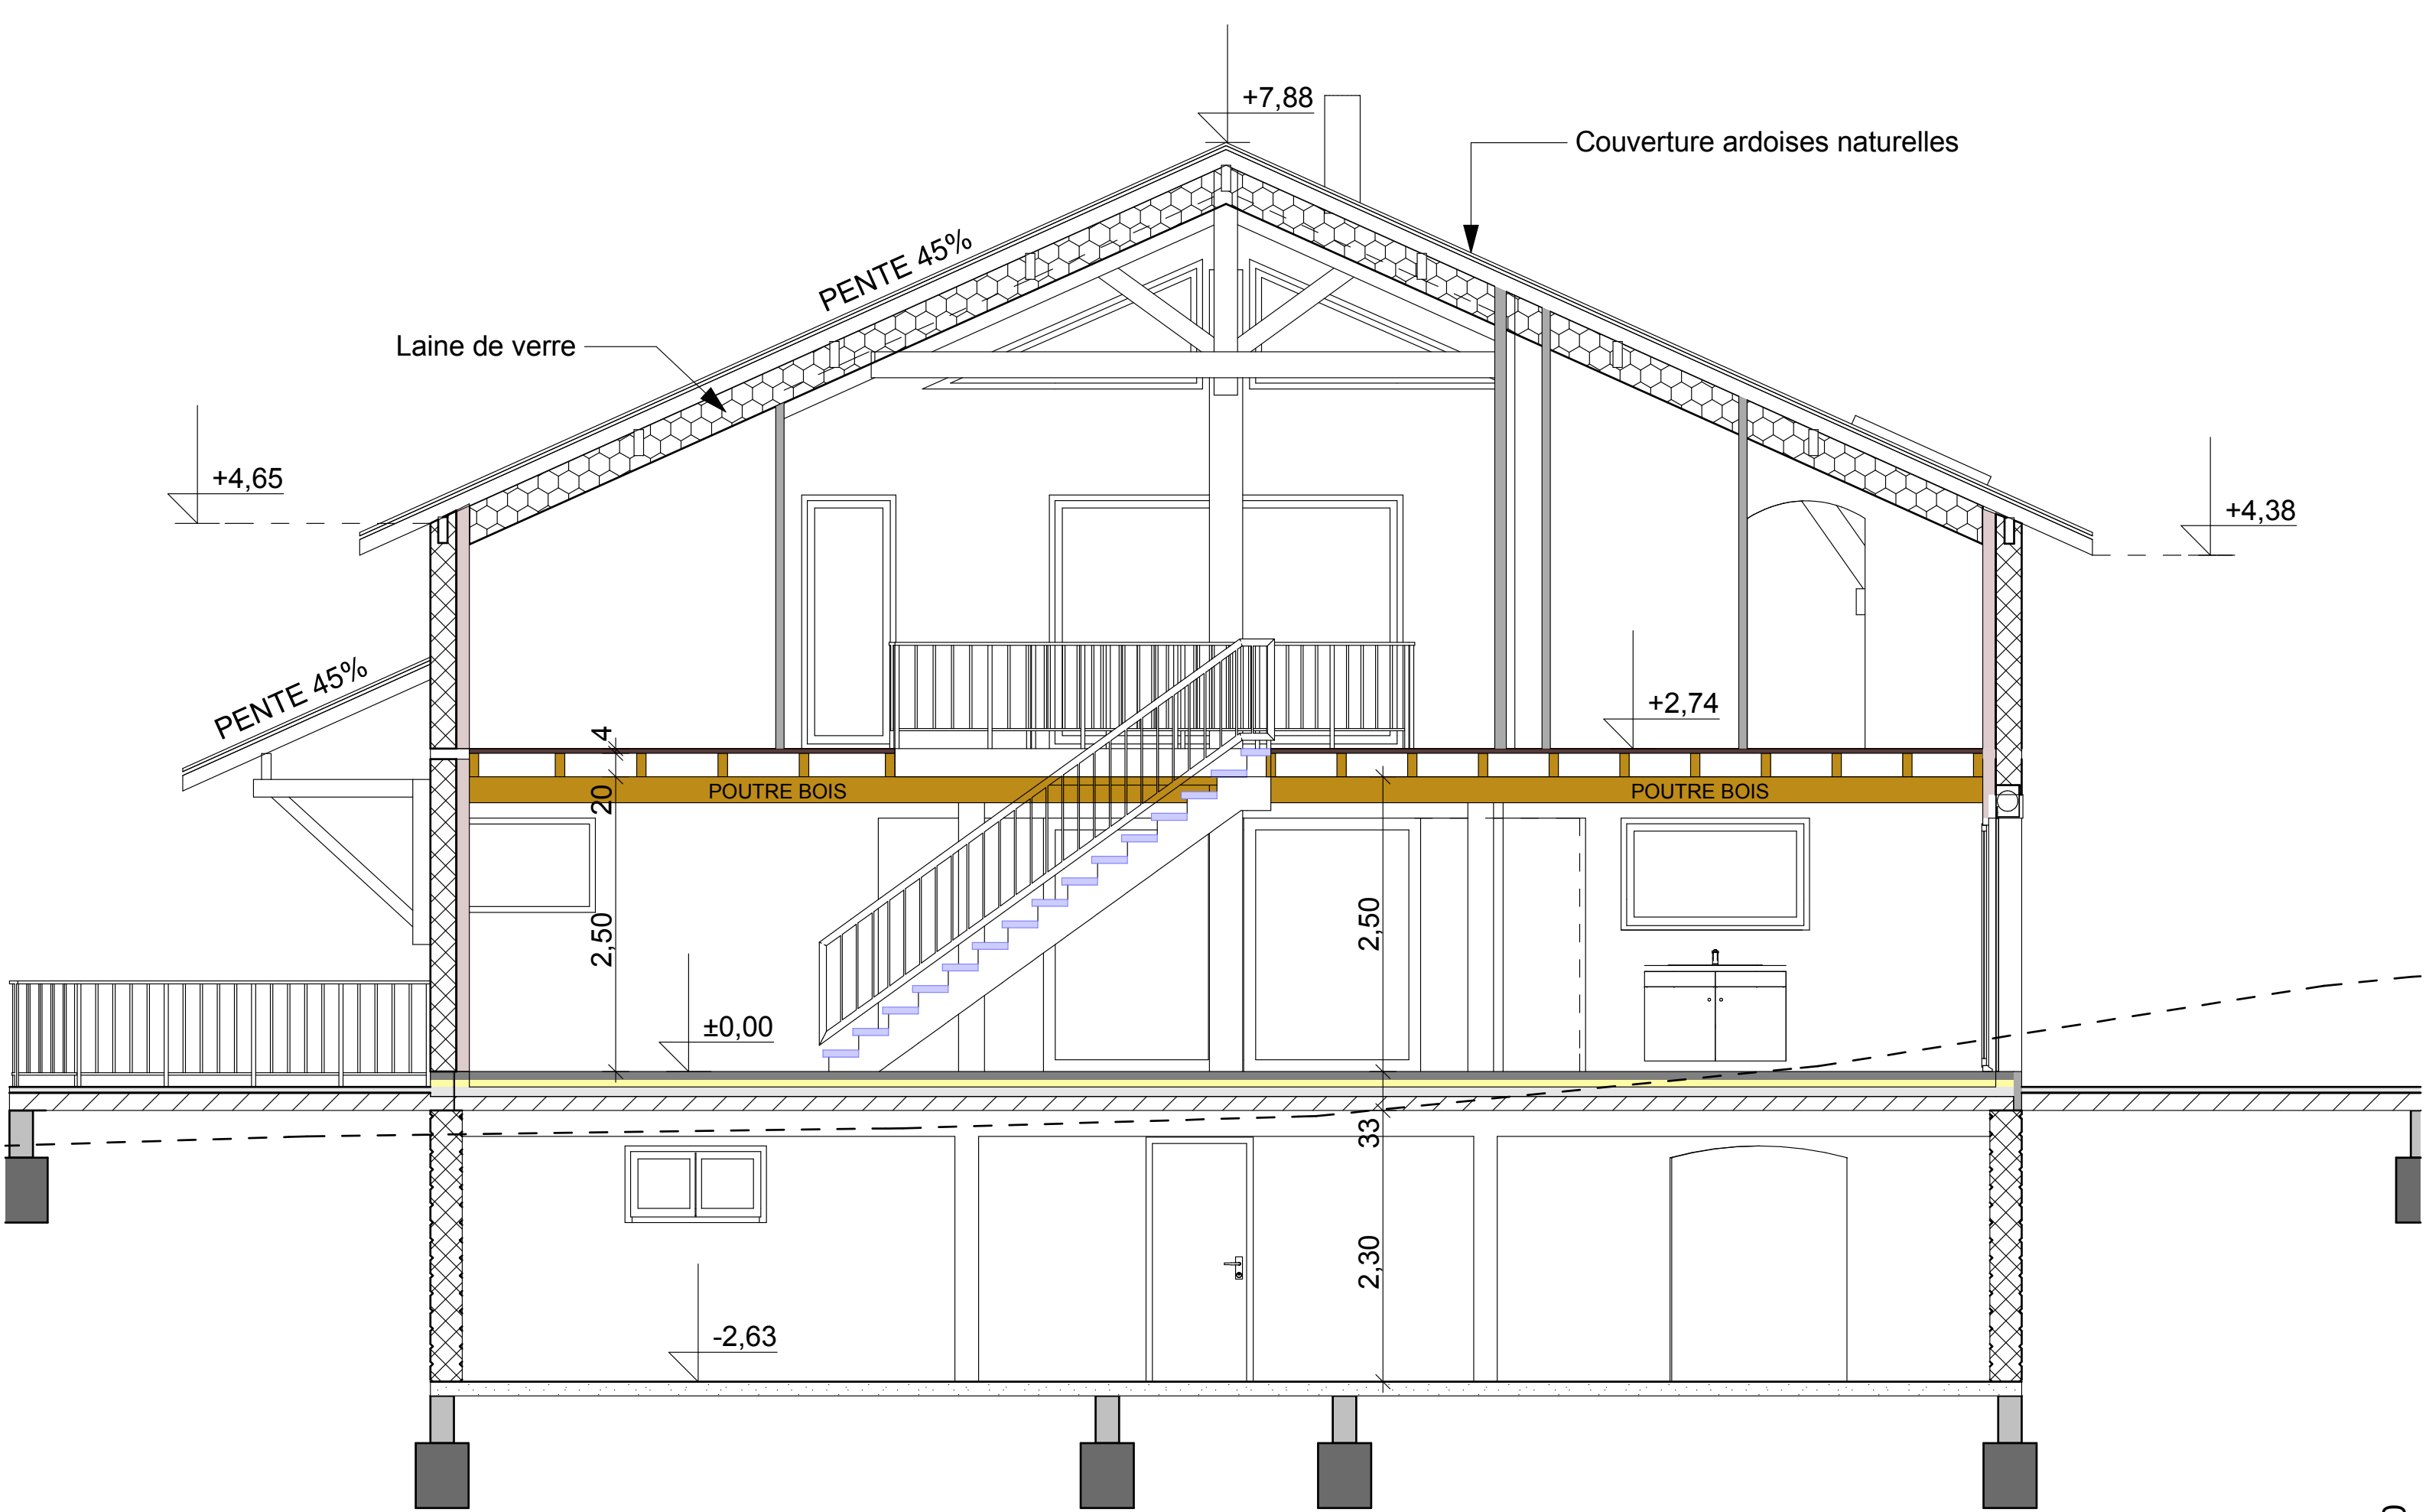 +7,88
Couverture ardoises naturelles
PENTE 45%
Laine de verre
+4,65
+4,38
PENTE 45%
+2,74
4
20
POUTRE BOIS
POUTRE BOIS
2,50
2,50
±0,00
33
2,30
-2,63